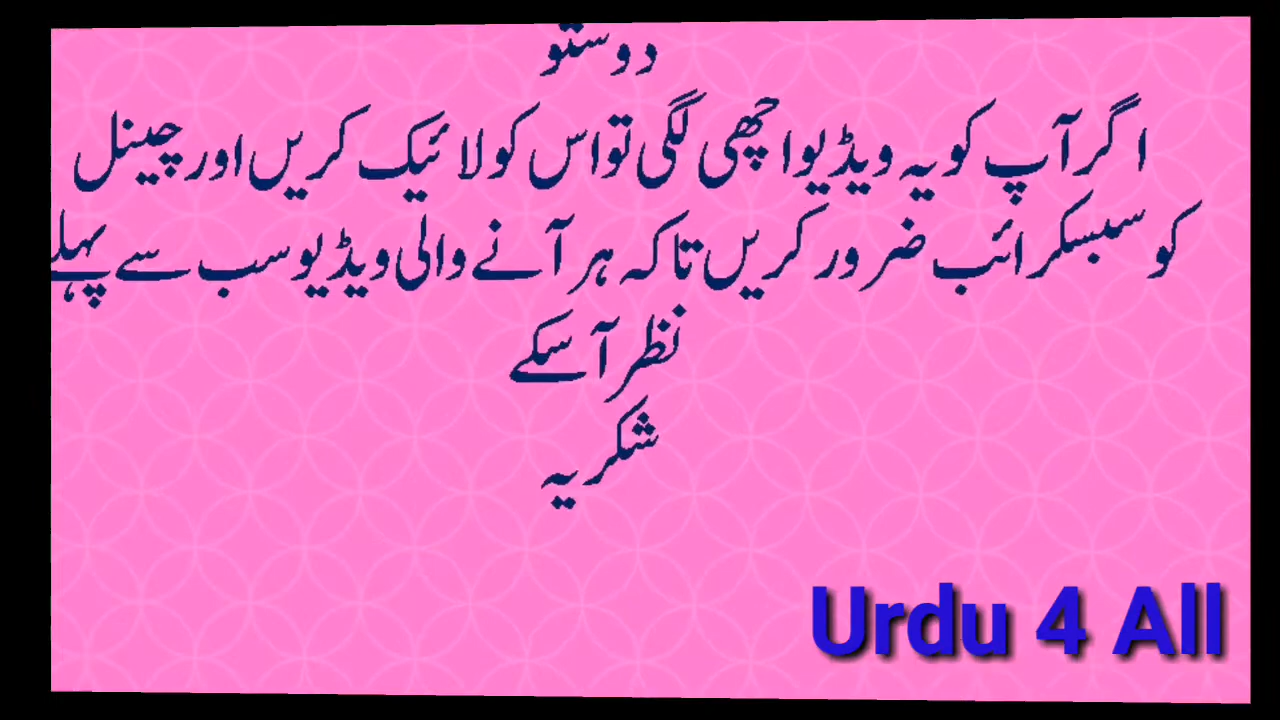 دوستو
اگر آپ کو یہ ویڈیو اچھی لگی تو اس کو لائیک کریں اور چینل
کو سبسکرائب ضرور کریں تاکہ ہر آنے والی ویڈیو سب سے پہلے
نظر آسکے
شکریہ
Urdu 4 All